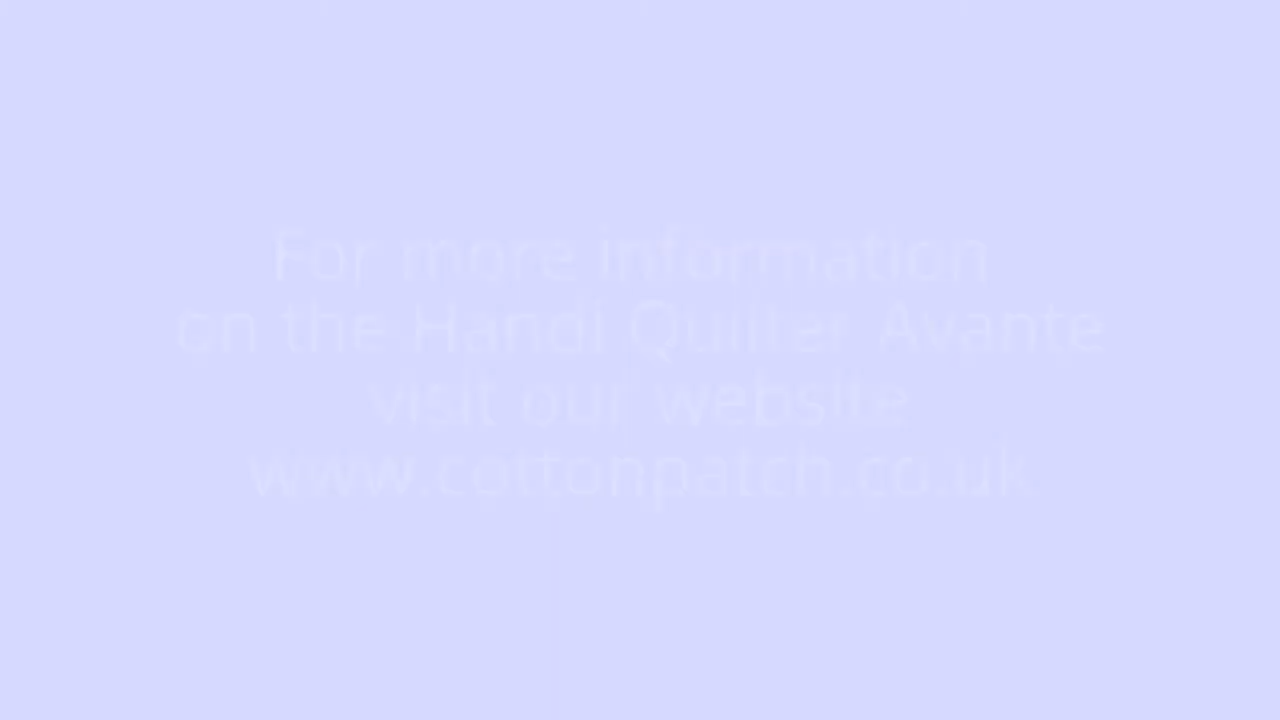 For more information
on the Handi Quilter Avante
visit our website
www.cottonpatch.co.uk